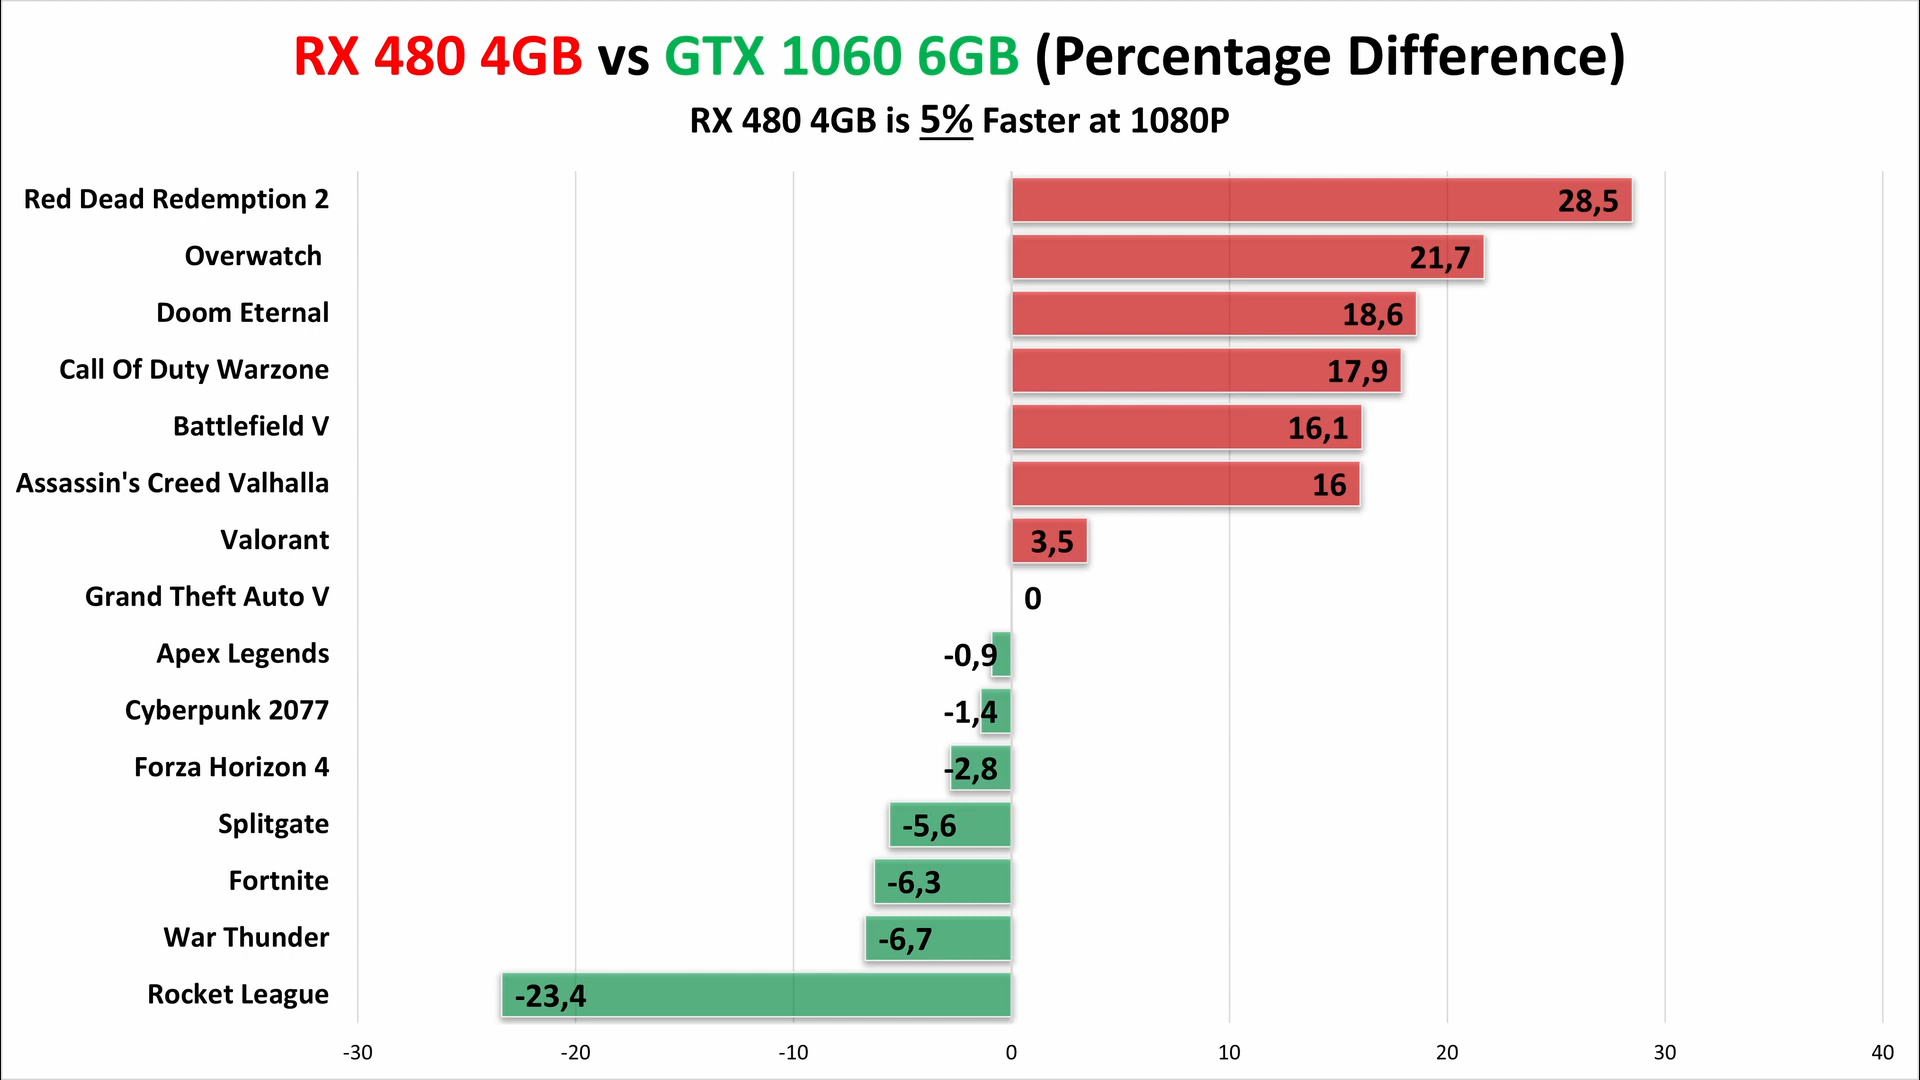 RX 480 4GB vs GTX 1060 6GB (Percentage Difference)
RX 480 4GB is 5% Faster at 1080P
Red Dead Redemption 2 28,5
Overwatch 21,7
Doom Eternal 18,6
Call Of Duty Warzone 17,9
Battlefield V 16,1
Assassin's Creed Valhalla 16
Valorant 3,5
Grand Theft Auto V 0
Apex Legends -0,9
Cyberpunk 2077 -1,4
Forza Horizon 4 -2,8
Splitgate -5,6
Fortnite -6,3
War Thunder -6,7
Rocket League -23,4
-30 -20 -10 0 10 20 30 40